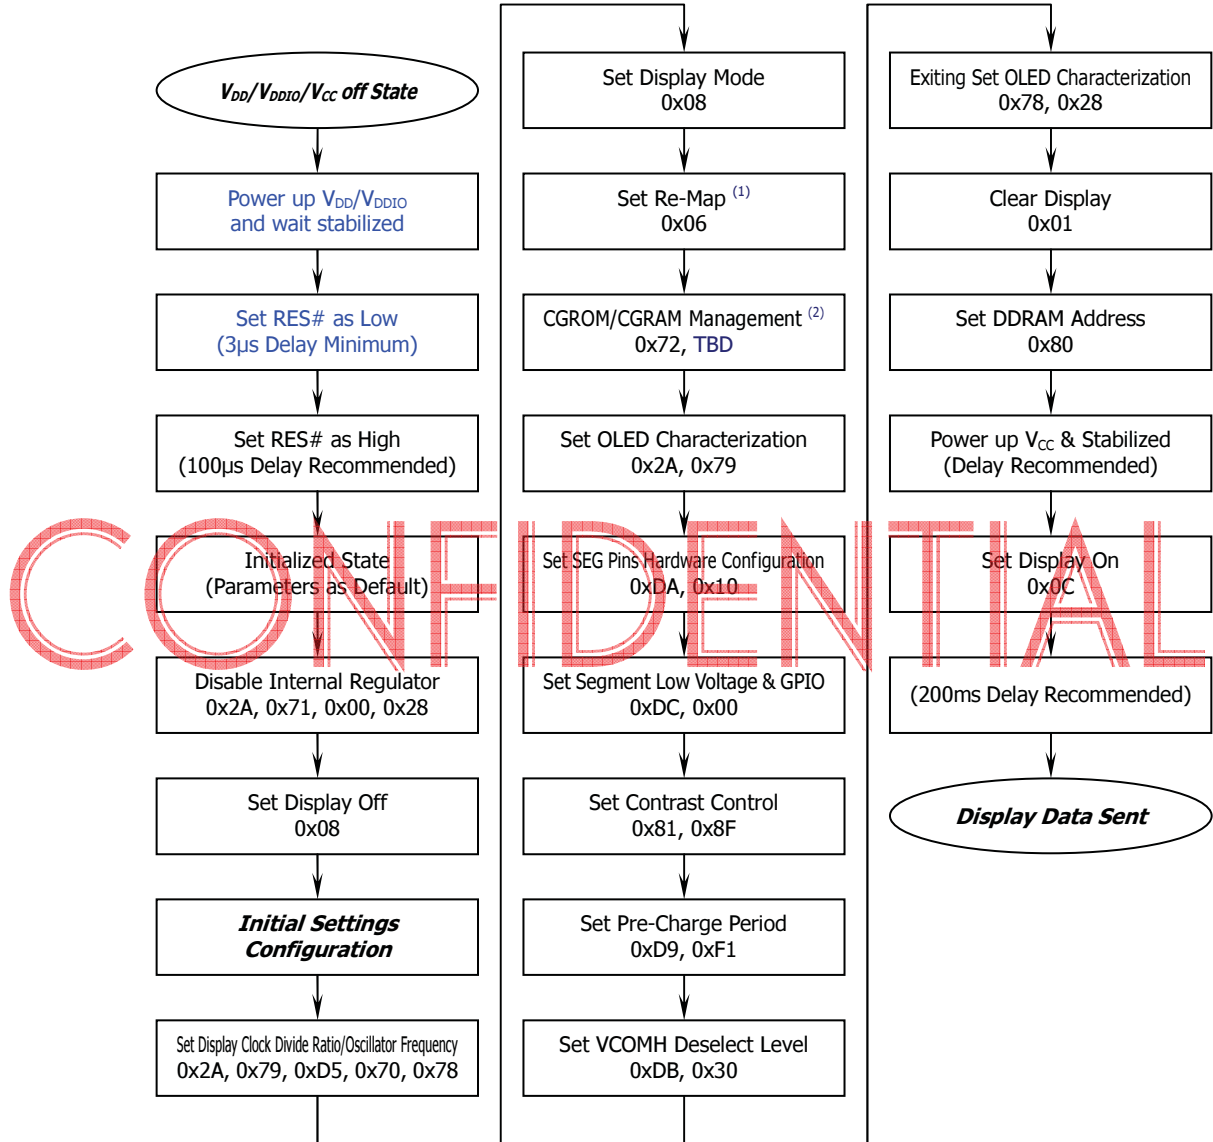 V_DD/V_DDIO/V_CC off State
Power up V_DD/V_DDIO
and wait stabilized
Set RES# as Low
(3µs Delay Minimum)
Set RES# as High
(100µs Delay Recommended)
Initialized State
(Parameters as Default)
Disable Internal Regulator
0x2A, 0x71, 0x00, 0x28
Set Display Off
0x08
Initial Settings
Configuration
Set Display Clock Divide Ratio/Oscillator Frequency
0x2A, 0x79, 0xD5, 0x70, 0x78
Set Display Mode
0x08
Set Re-Map (1)
0x06
CGROM/CGRAM Management (2)
0x72, TBD
Set OLED Characterization
0x2A, 0x79
Set SEG Pins Hardware Configuration
0xDA, 0x10
Set Segment Low Voltage & GPIO
0xDC, 0x00
Set Contrast Control
0x81, 0x8F
Set Pre-Charge Period
0xD9, 0xF1
Set VCOMH Deselect Level
0xDB, 0x30
Exiting Set OLED Characterization
0x78, 0x28
Clear Display
0x01
Set DDRAM Address
0x80
Power up V_CC & Stabilized
(Delay Recommended)
Set Display On
0x0C
(200ms Delay Recommended)
Display Data Sent
CONFIDENTIAL